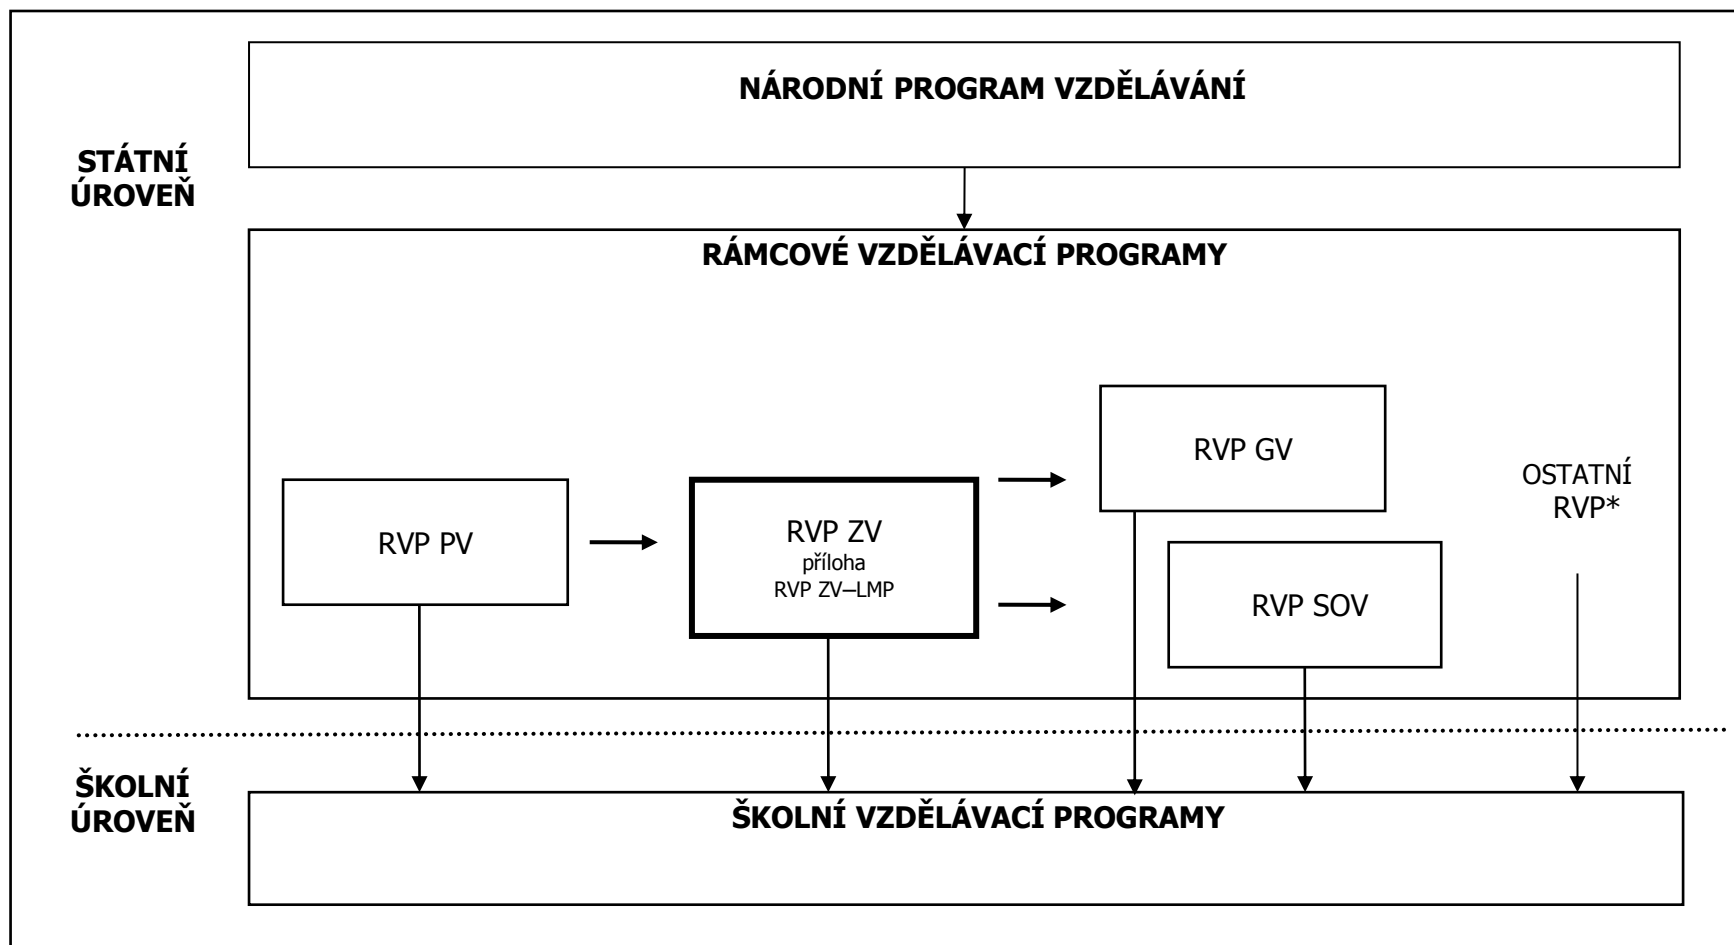 NÁRODNÍ PROGRAM VZDĚLÁVÁNÍ
STÁTNÍ
ÚROVEŇ
RÁMCOVÉ VZDĚLÁVACÍ PROGRAMY
RVP PV
RVP ZV
příloha
RVP ZV–LMP
RVP GV
RVP SOV
OSTATNÍ
RVP*
ŠKOLNÍ
ÚROVEŇ
ŠKOLNÍ VZDĚLÁVACÍ PROGRAMY